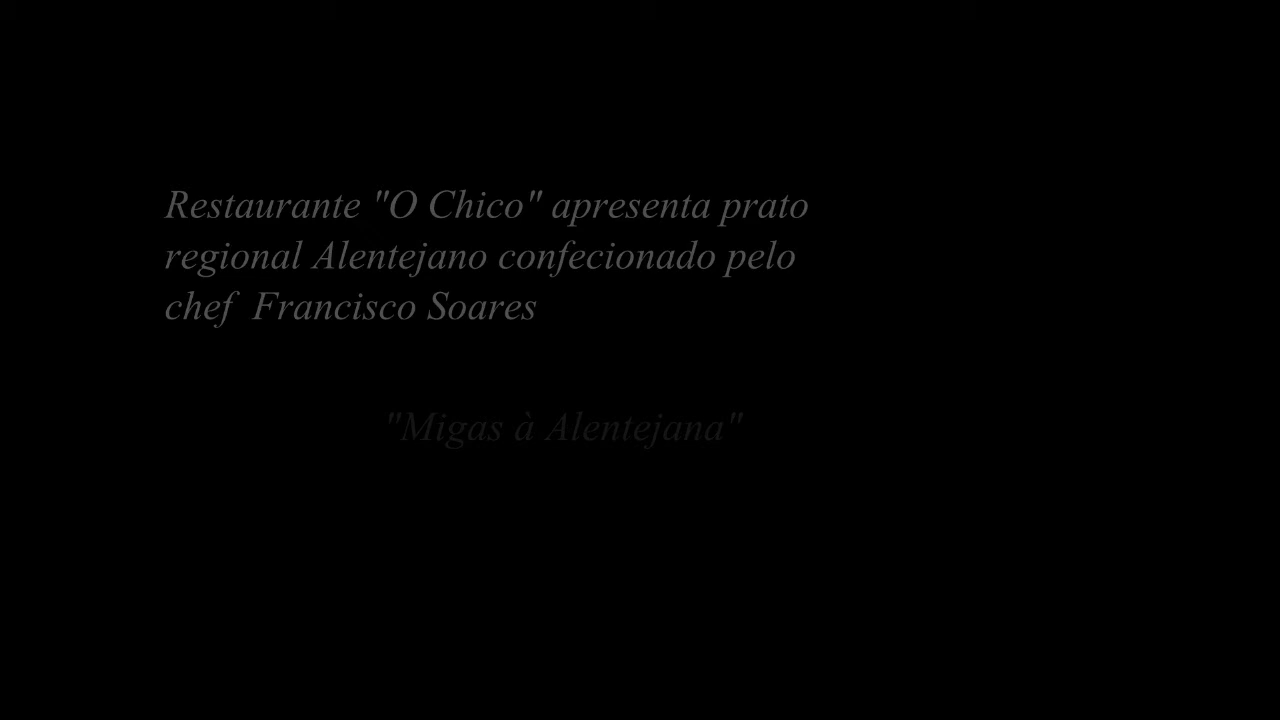 Restaurante "O Chico" apresenta prato
regional Alentejano confecionado pelo
chef  Francisco Soares
"Migas à Alentejana"